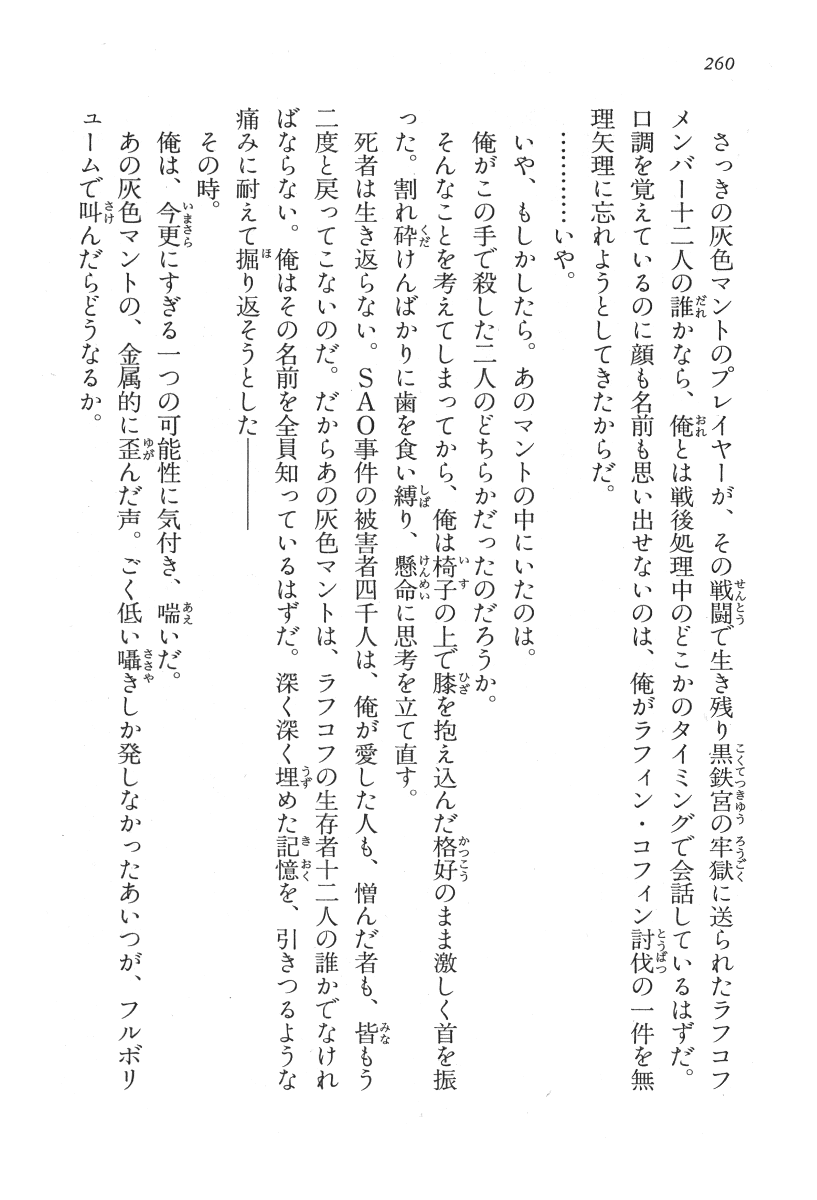 260
さっきの灰色マントのプレイヤーが、その戦闘で生き残り黒鉄宮の牢獄に送られたラフコフ
メンバー十二人の誰かなら、俺とは戦後処理中のどこかのタイミングで会話しているはずだ。
口調を覚えているのに顔も名前も思い出せないのは、俺がラフィン・コフィン討伐の一件を無
理矢理に忘れようとしてきたからだ。
…………いや。
いや、もしかしたら。あのマントの中にいたのは。
俺がこの手で殺した二人のどちらかだったのだろうか。
そんなことを考えてしまってから、俺は椅子の上で膝を抱え込んだ格好のまま激しく首を振
った。割れ砕けんばかりに歯を食い縛り、懸命に思考を立て直す。
死者は生き返らない。ＳＡＯ事件の被害者四千人は、俺が愛した人も、憎んだ者も、皆もう
二度と戻ってこないのだ。だからあの灰色マントは、ラフコフの生存者十二人の誰かでなけれ
ばならない。俺はその名前を全員知っているはずだ。深く深く埋めた記憶を、引きつるような
痛みに耐えて掘り返そうとした――――
その時。
俺は、今更にすぎる一つの可能性に気付き、喘いだ。
あの灰色マントの、金属的に歪んだ声。ごく低い囁きしか発しなかったあいつが、フルボリ
ュームで叫んだらどうなるか。